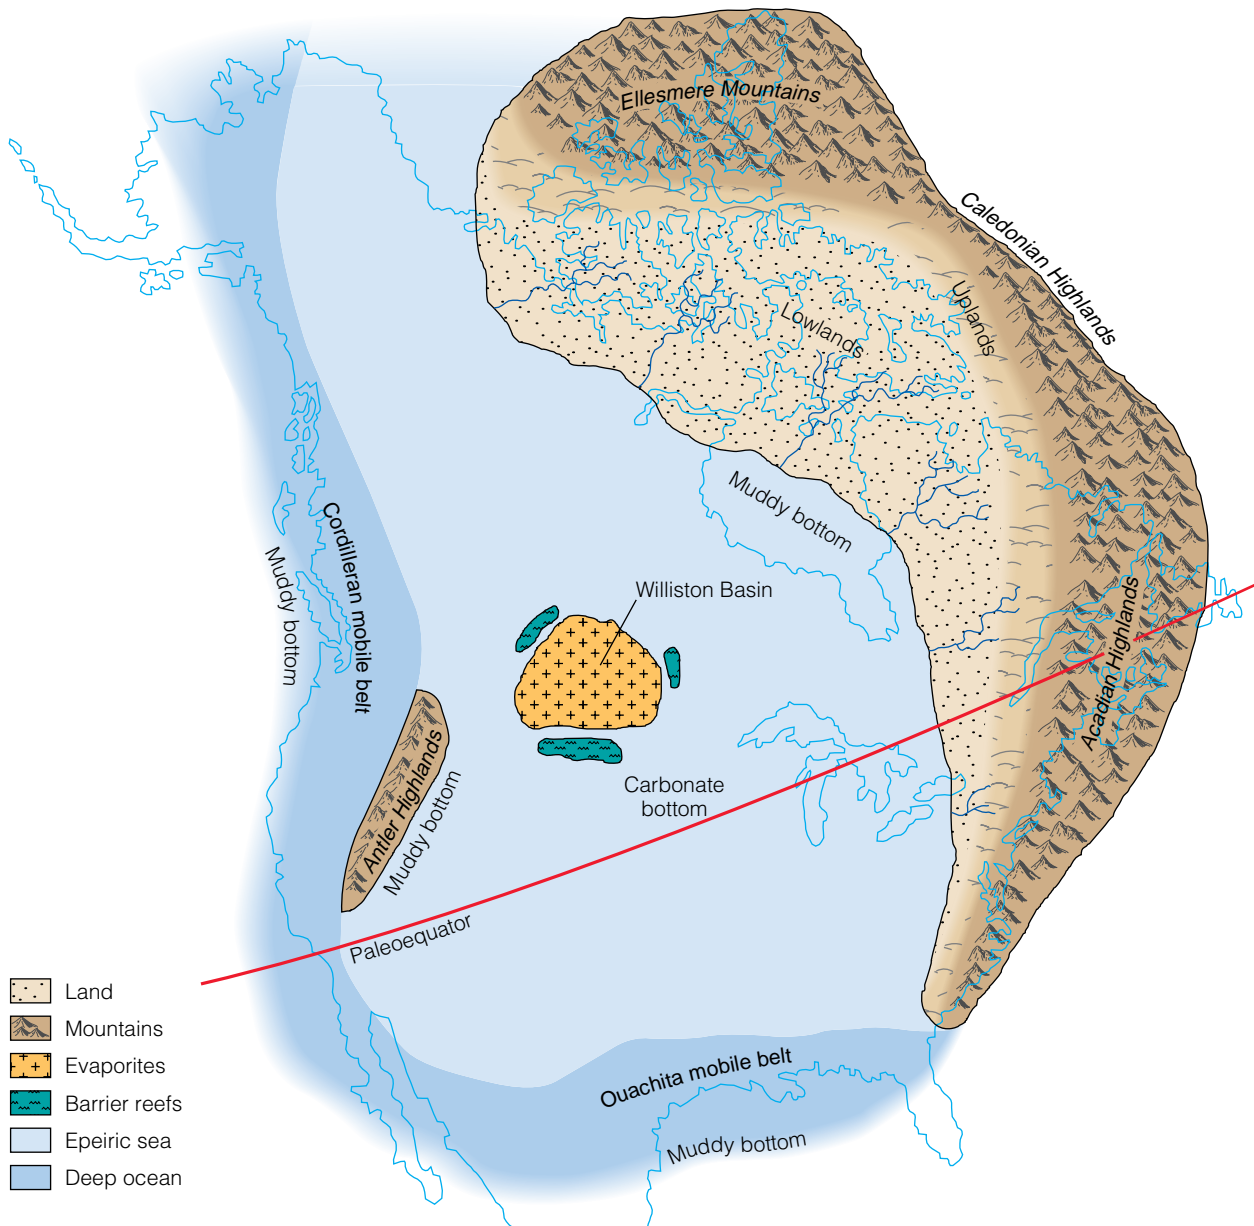 Ellesmere Mountains
Caledonian Highlands
Uplands
Lowlands
Muddy bottom
Cordilleran mobile belt
Muddy bottom
Williston Basin
Acadian Highlands
Antler Highlands
Muddy bottom
Carbonate
bottom
Paleoequator
Ouachita mobile belt
Muddy bottom
Land
Mountains
Evaporites
Barrier reefs
Epeiric sea
Deep ocean